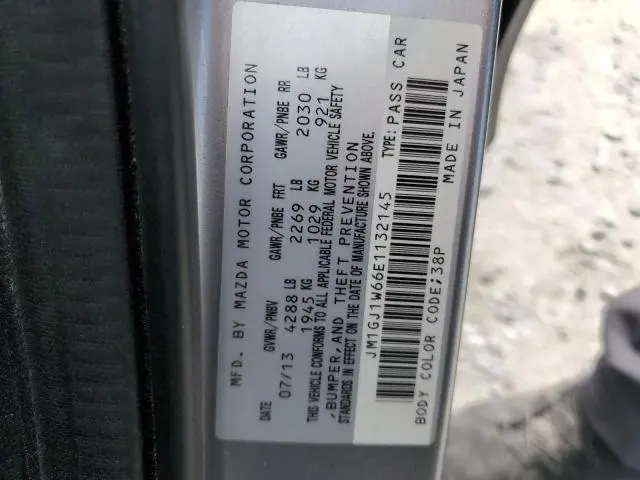 MFD. BY MAZDA MOTOR CORPORATION
DATE GVWR/PNBV GAWR/PNBE FRT GAWR/PNBE RR
07/13 4288 LB 2269 LB 2030 LB
1945 KG 1029 KG 921 KG
THIS VEHICLE CONFORMS TO ALL APPLICABLE FEDERAL MOTOR VEHICLE SAFETY
,BUMPER,AND THEFT PREVENTION
STANDARDS IN EFFECT ON THE DATE OF MANUFACTURE SHOWN ABOVE.
JM1GJ1W66E1132145 TYPE:PASS CAR
BODY COLOR CODE;38P MADE IN JAPAN